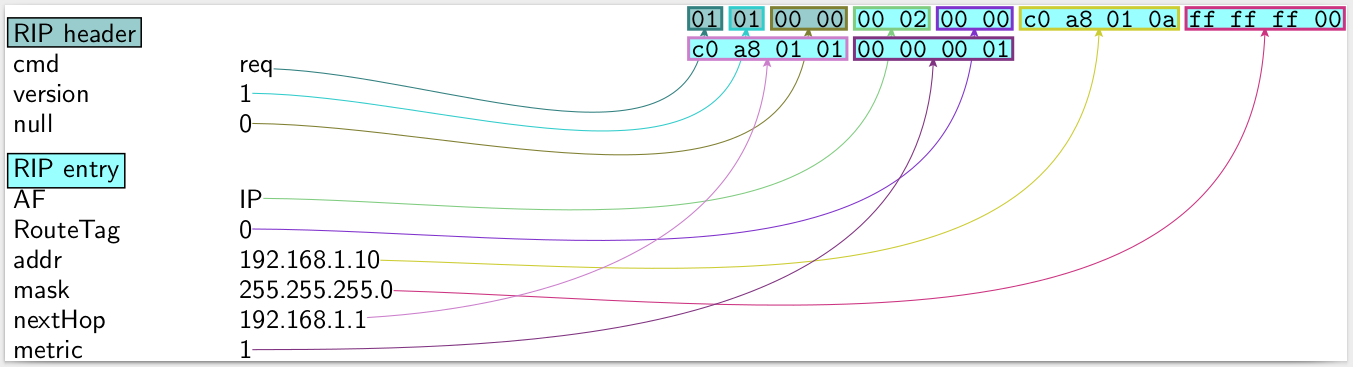 RIP header
cmd req
version 1
null 0
RIP entry
AF IP
RouteTag 0
addr 192.168.1.10
mask 255.255.255.0
nextHop 192.168.1.1
metric 1
01 01 00 00 00 02 00 00 c0 a8 01 0a ff ff ff 00
c0 a8 01 01 00 00 00 01